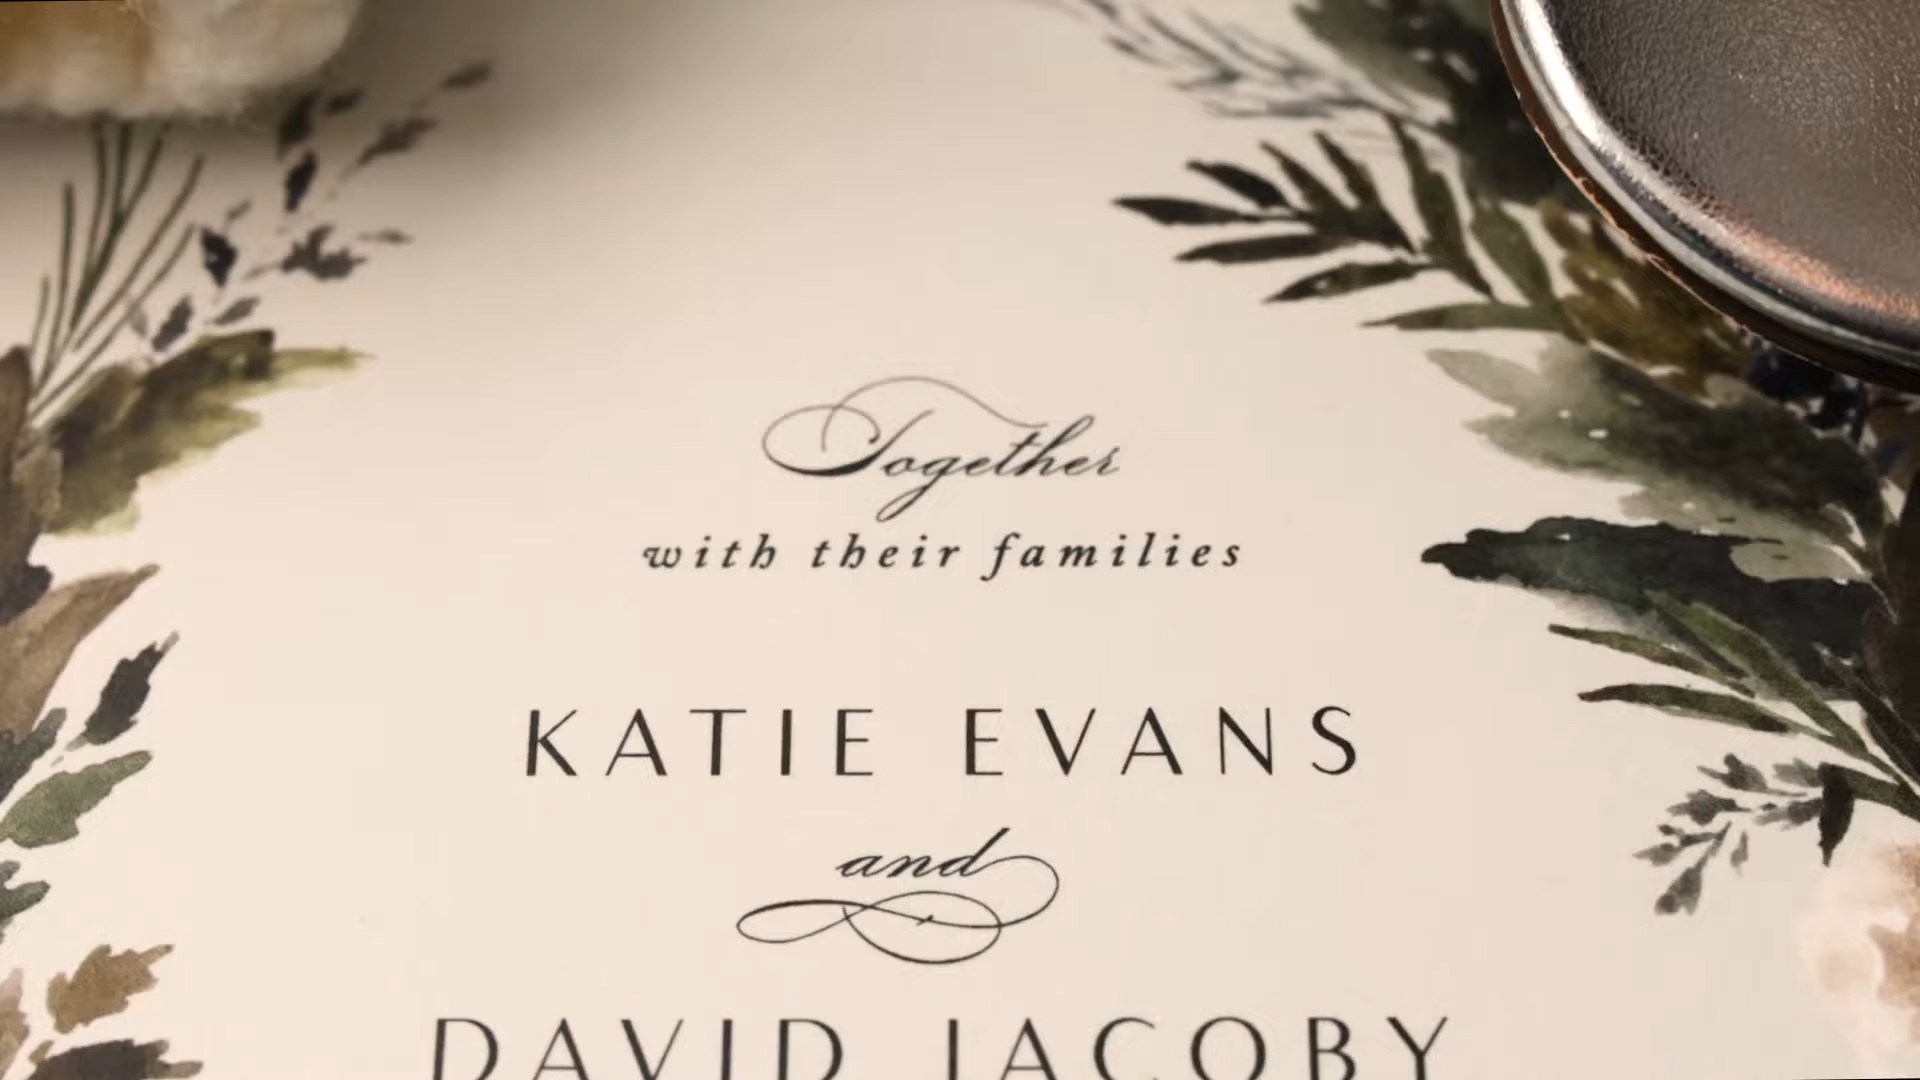 Together
with their families
KATIE EVANS
and
DAVID JACOBY